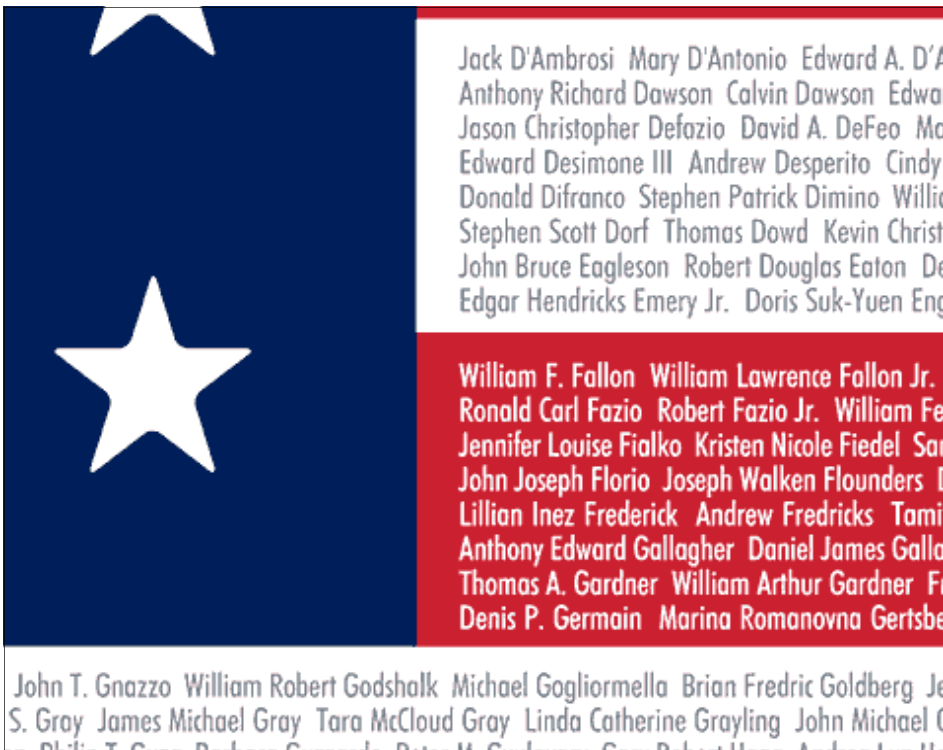 Jack D'Ambrosi Mary D'Antonio Edward A.
Anthony Richard Dawson Calvin Dawson
Jason Christopher Defazio David A. DeFeo
Edward Desimone III Andrew Desperito Cindy
Donald Difranco Stephen Patrick Dimino
Stephen Scott Dorf Thomas Dowd Kevin
John Bruce Eagleson Robert Douglas Eaton
Edgar Hendricks Emery Jr. Doris Suk-Yuen
William F. Fallon William Lawrence Fallon Jr.
Ronald Carl Fazio Robert Fazio Jr. William
Jennifer Louise Fialko Kristen Nicole Fiedel
John Joseph Florio Joseph Walken Flounders
Lillian Inez Frederick Andrew Fredricks
Anthony Edward Gallagher Daniel James
Thomas A. Gardner William Arthur Gardner
Denis P. Germain Marina Romanovna
John T. Gnazzo William Robert Godshalk Michael Gogliormella Brian Fredric Goldberg
S. Gray James Michael Gray Tara McCloud Gray Linda Catherine Grayling John Michael